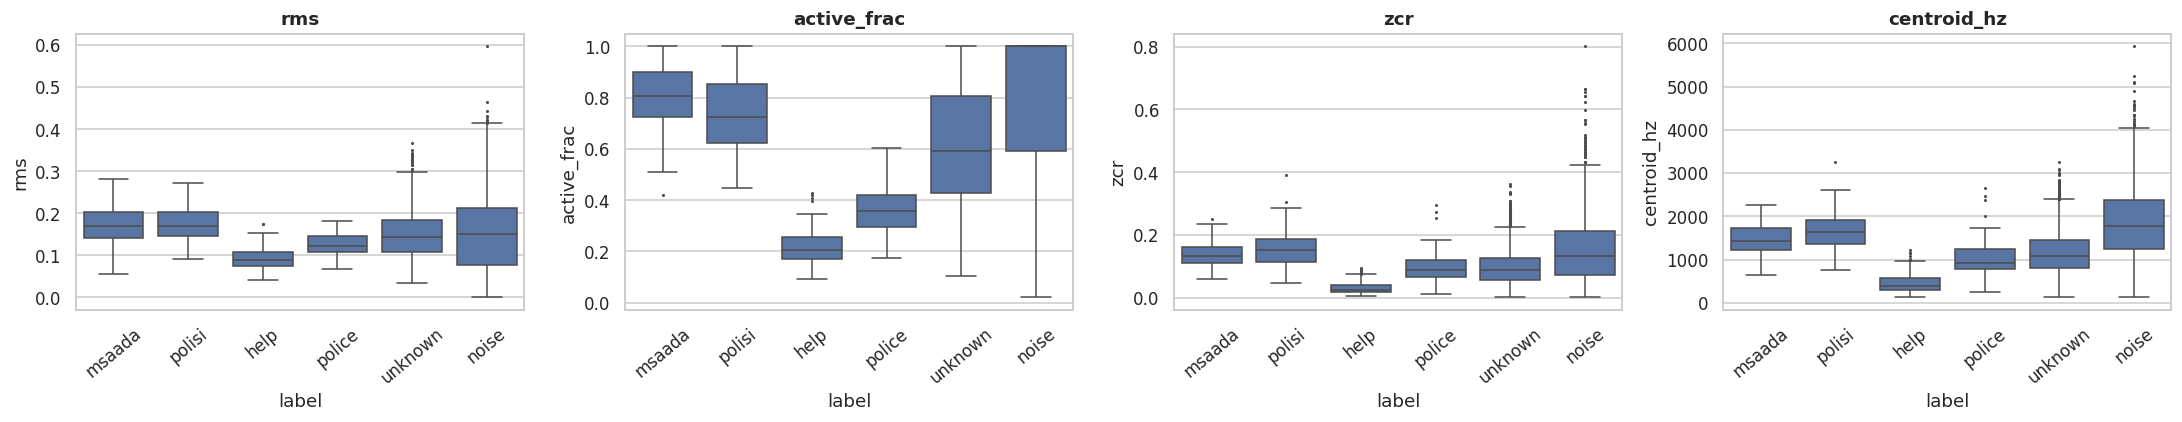 rms
rms
0.6
0.5
0.4
0.3
0.2
0.1
0.0
msaada
polisi
help
police
unknown
noise
label
active_frac
active_frac
1.0
0.8
0.6
0.4
0.2
0.0
msaada
polisi
help
police
unknown
noise
label
zcr
zcr
0.8
0.6
0.4
0.2
0.0
msaada
polisi
help
police
unknown
noise
label
centroid_hz
centroid_hz
6000
5000
4000
3000
2000
1000
0
msaada
polisi
help
police
unknown
noise
label